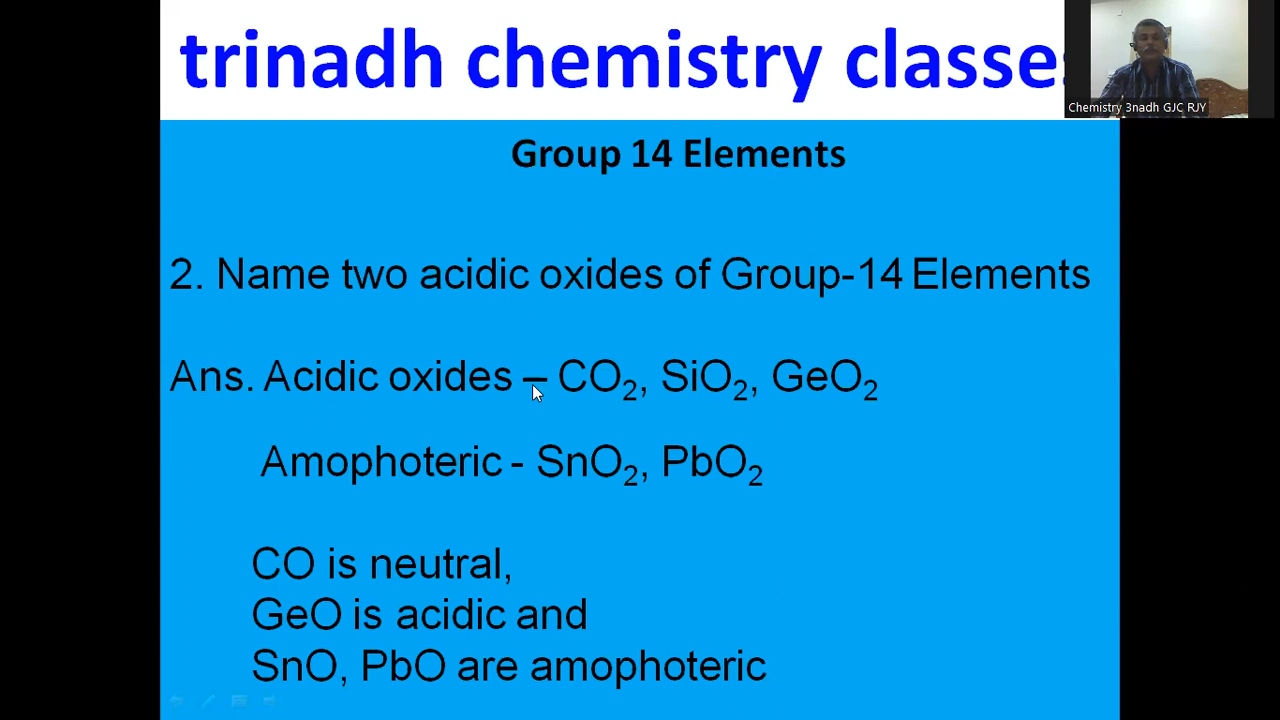 trinadh chemistry classes
Chemistry 3nadh GJC RJY
Group 14 Elements
2. Name two acidic oxides of Group-14 Elements
Ans. Acidic oxides – CO₂, SiO₂, GeO₂
Amophoteric - SnO₂, PbO₂
CO is neutral,
GeO is acidic and
SnO, PbO are amophoteric